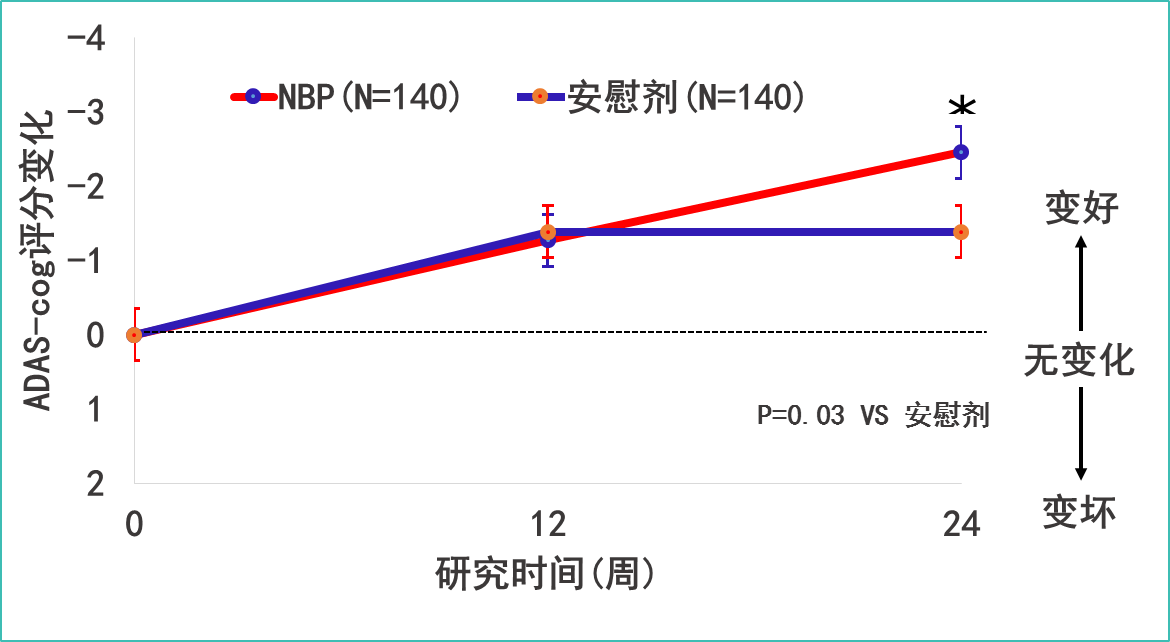 -4
-3
-2
-1
0
1
2
ADAS-cog评分变化
NBP(N=140)
安慰剂(N=140)
*
变好
无变化
变坏
P=0.03 VS 安慰剂
0
12
24
研究时间(周)